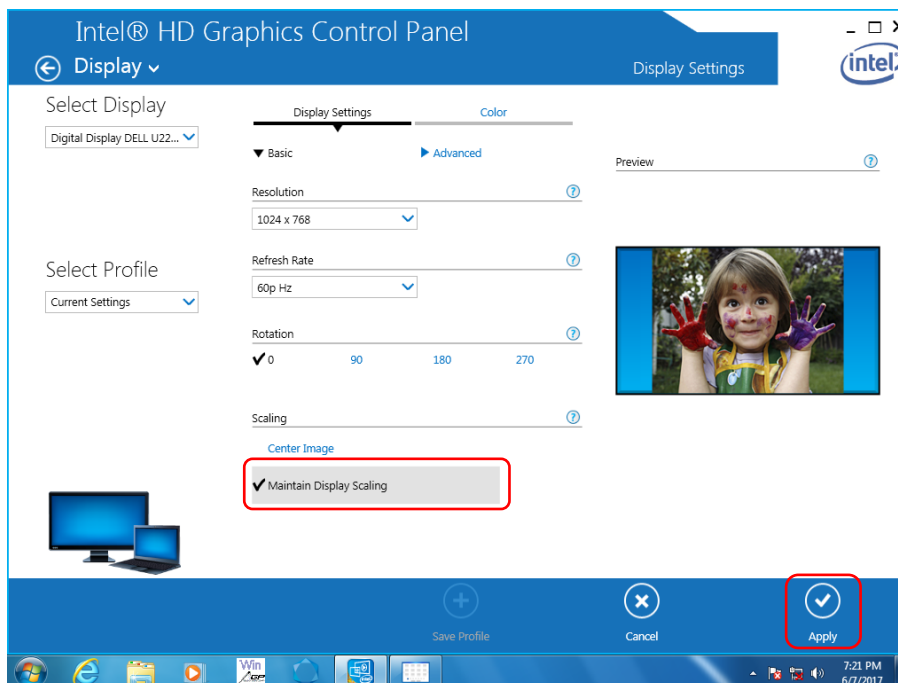 Intel® HD Graphics Control Panel
Display
Display Settings
intel
Select Display
Digital Display DELL U22...
Select Profile
Current Settings
Display Settings
Color
Basic
Advanced
Resolution
?
1024 x 768
Refresh Rate
?
60p Hz
Rotation
?
0 90 180 270
Scaling
?
Center Image
Maintain Display Scaling
Preview
?
Save Profile
Cancel
Apply
Win
7:21 PM
6/7/2017